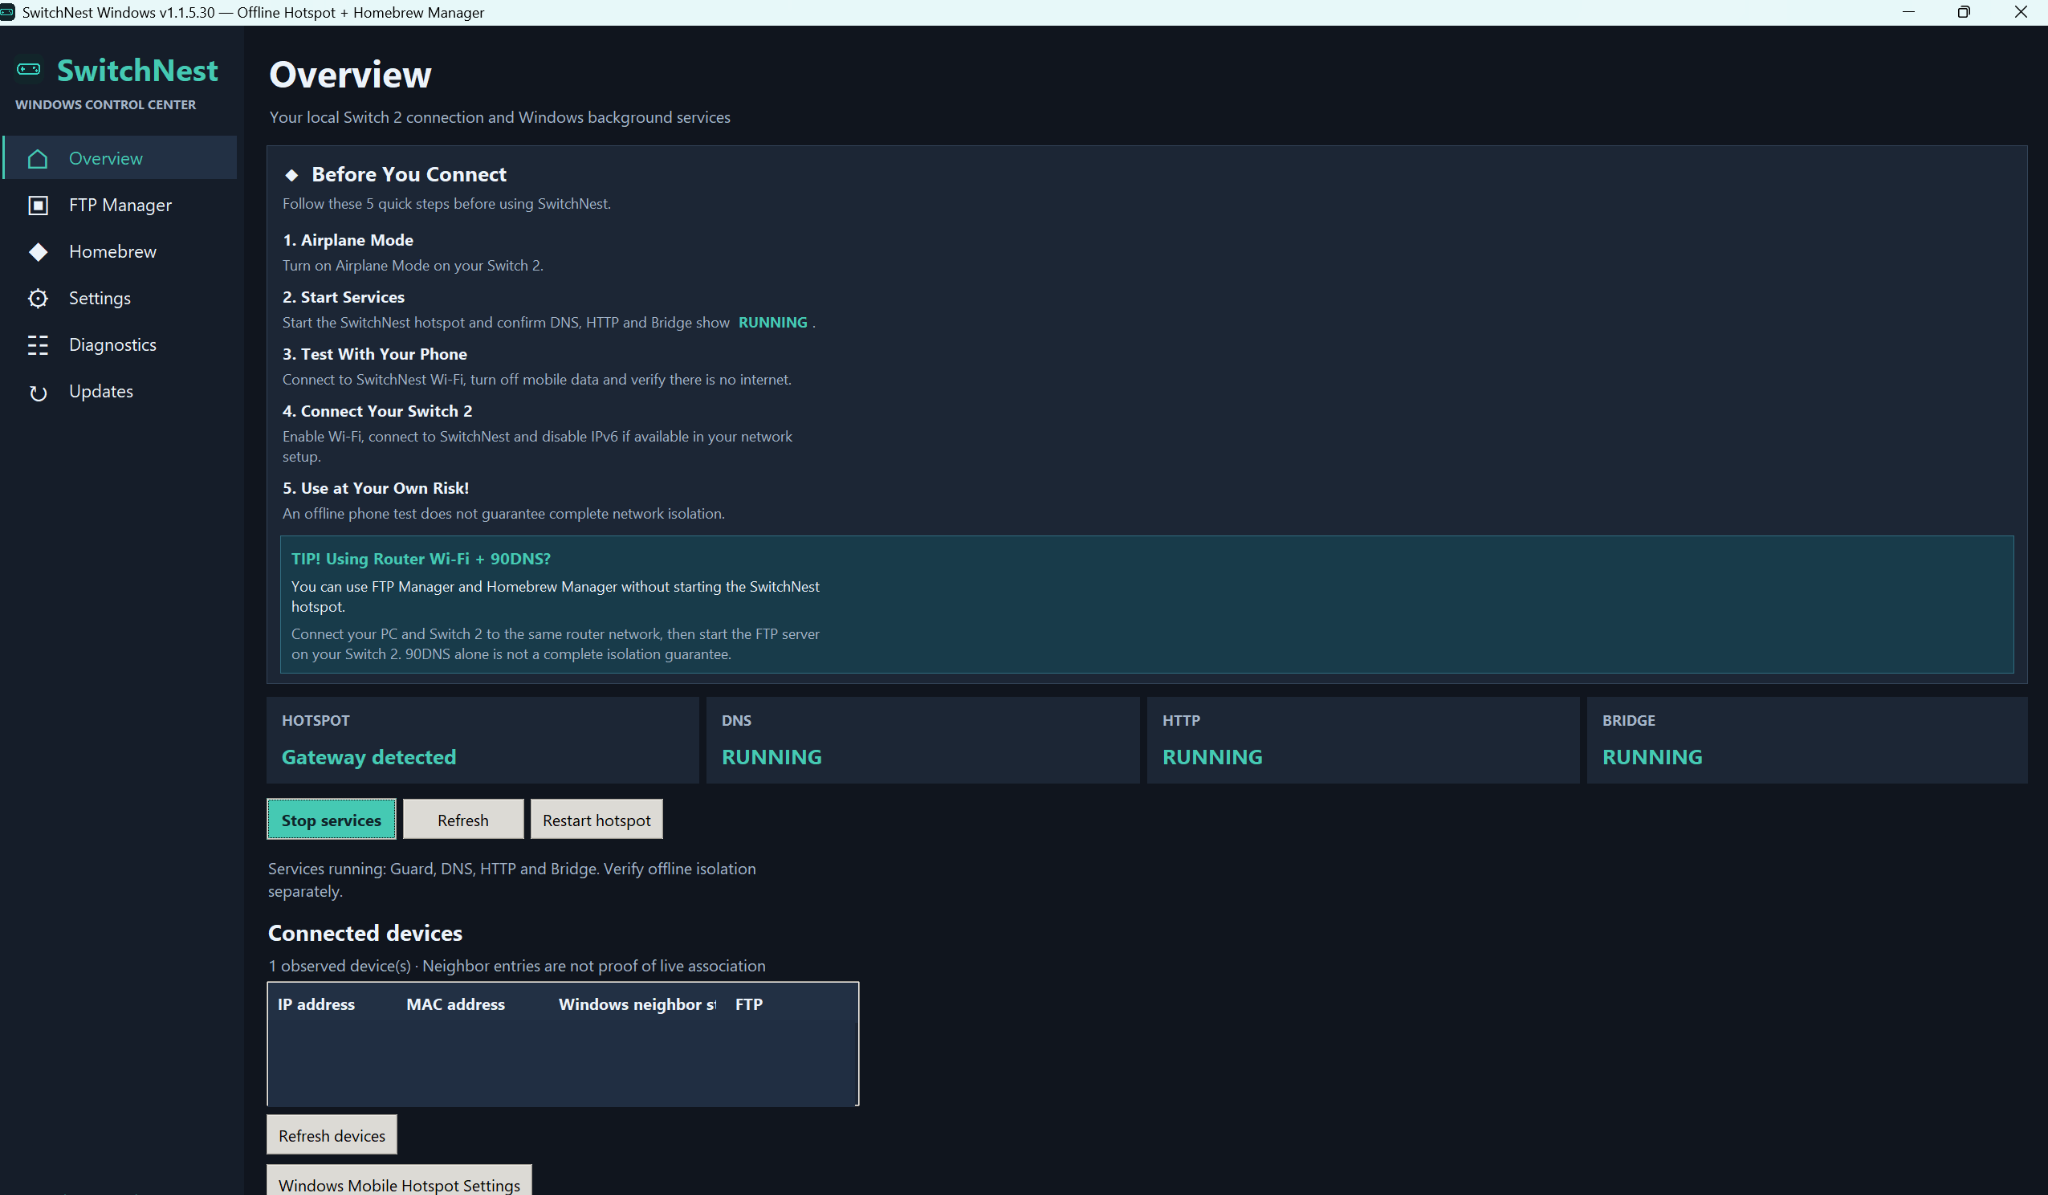 SwitchNest Windows v1.1.5.30 — Offline Hotspot + Homebrew Manager
SwitchNest
WINDOWS CONTROL CENTER
Overview
FTP Manager
Homebrew
Settings
Diagnostics
Updates
Overview
Your local Switch 2 connection and Windows background services
Before You Connect
Follow these 5 quick steps before using SwitchNest.
1. Airplane Mode
Turn on Airplane Mode on your Switch 2.
2. Start Services
Start the SwitchNest hotspot and confirm DNS, HTTP and Bridge show RUNNING .
3. Test With Your Phone
Connect to SwitchNest Wi-Fi, turn off mobile data and verify there is no internet.
4. Connect Your Switch 2
Enable Wi-Fi, connect to SwitchNest and disable IPv6 if available in your network
setup.
5. Use at Your Own Risk!
An offline phone test does not guarantee complete network isolation.
TIP! Using Router Wi-Fi + 90DNS?
You can use FTP Manager and Homebrew Manager without starting the SwitchNest
hotspot.
Connect your PC and Switch 2 to the same router network, then start the FTP server
on your Switch 2. 90DNS alone is not a complete isolation guarantee.
HOTSPOT
Gateway detected
DNS
RUNNING
HTTP
RUNNING
BRIDGE
RUNNING
Stop services
Refresh
Restart hotspot
Services running: Guard, DNS, HTTP and Bridge. Verify offline isolation
separately.
Connected devices
1 observed device(s) · Neighbor entries are not proof of live association
IP address
MAC address
Windows neighbor
FTP
Refresh devices
Windows Mobile Hotspot Settings